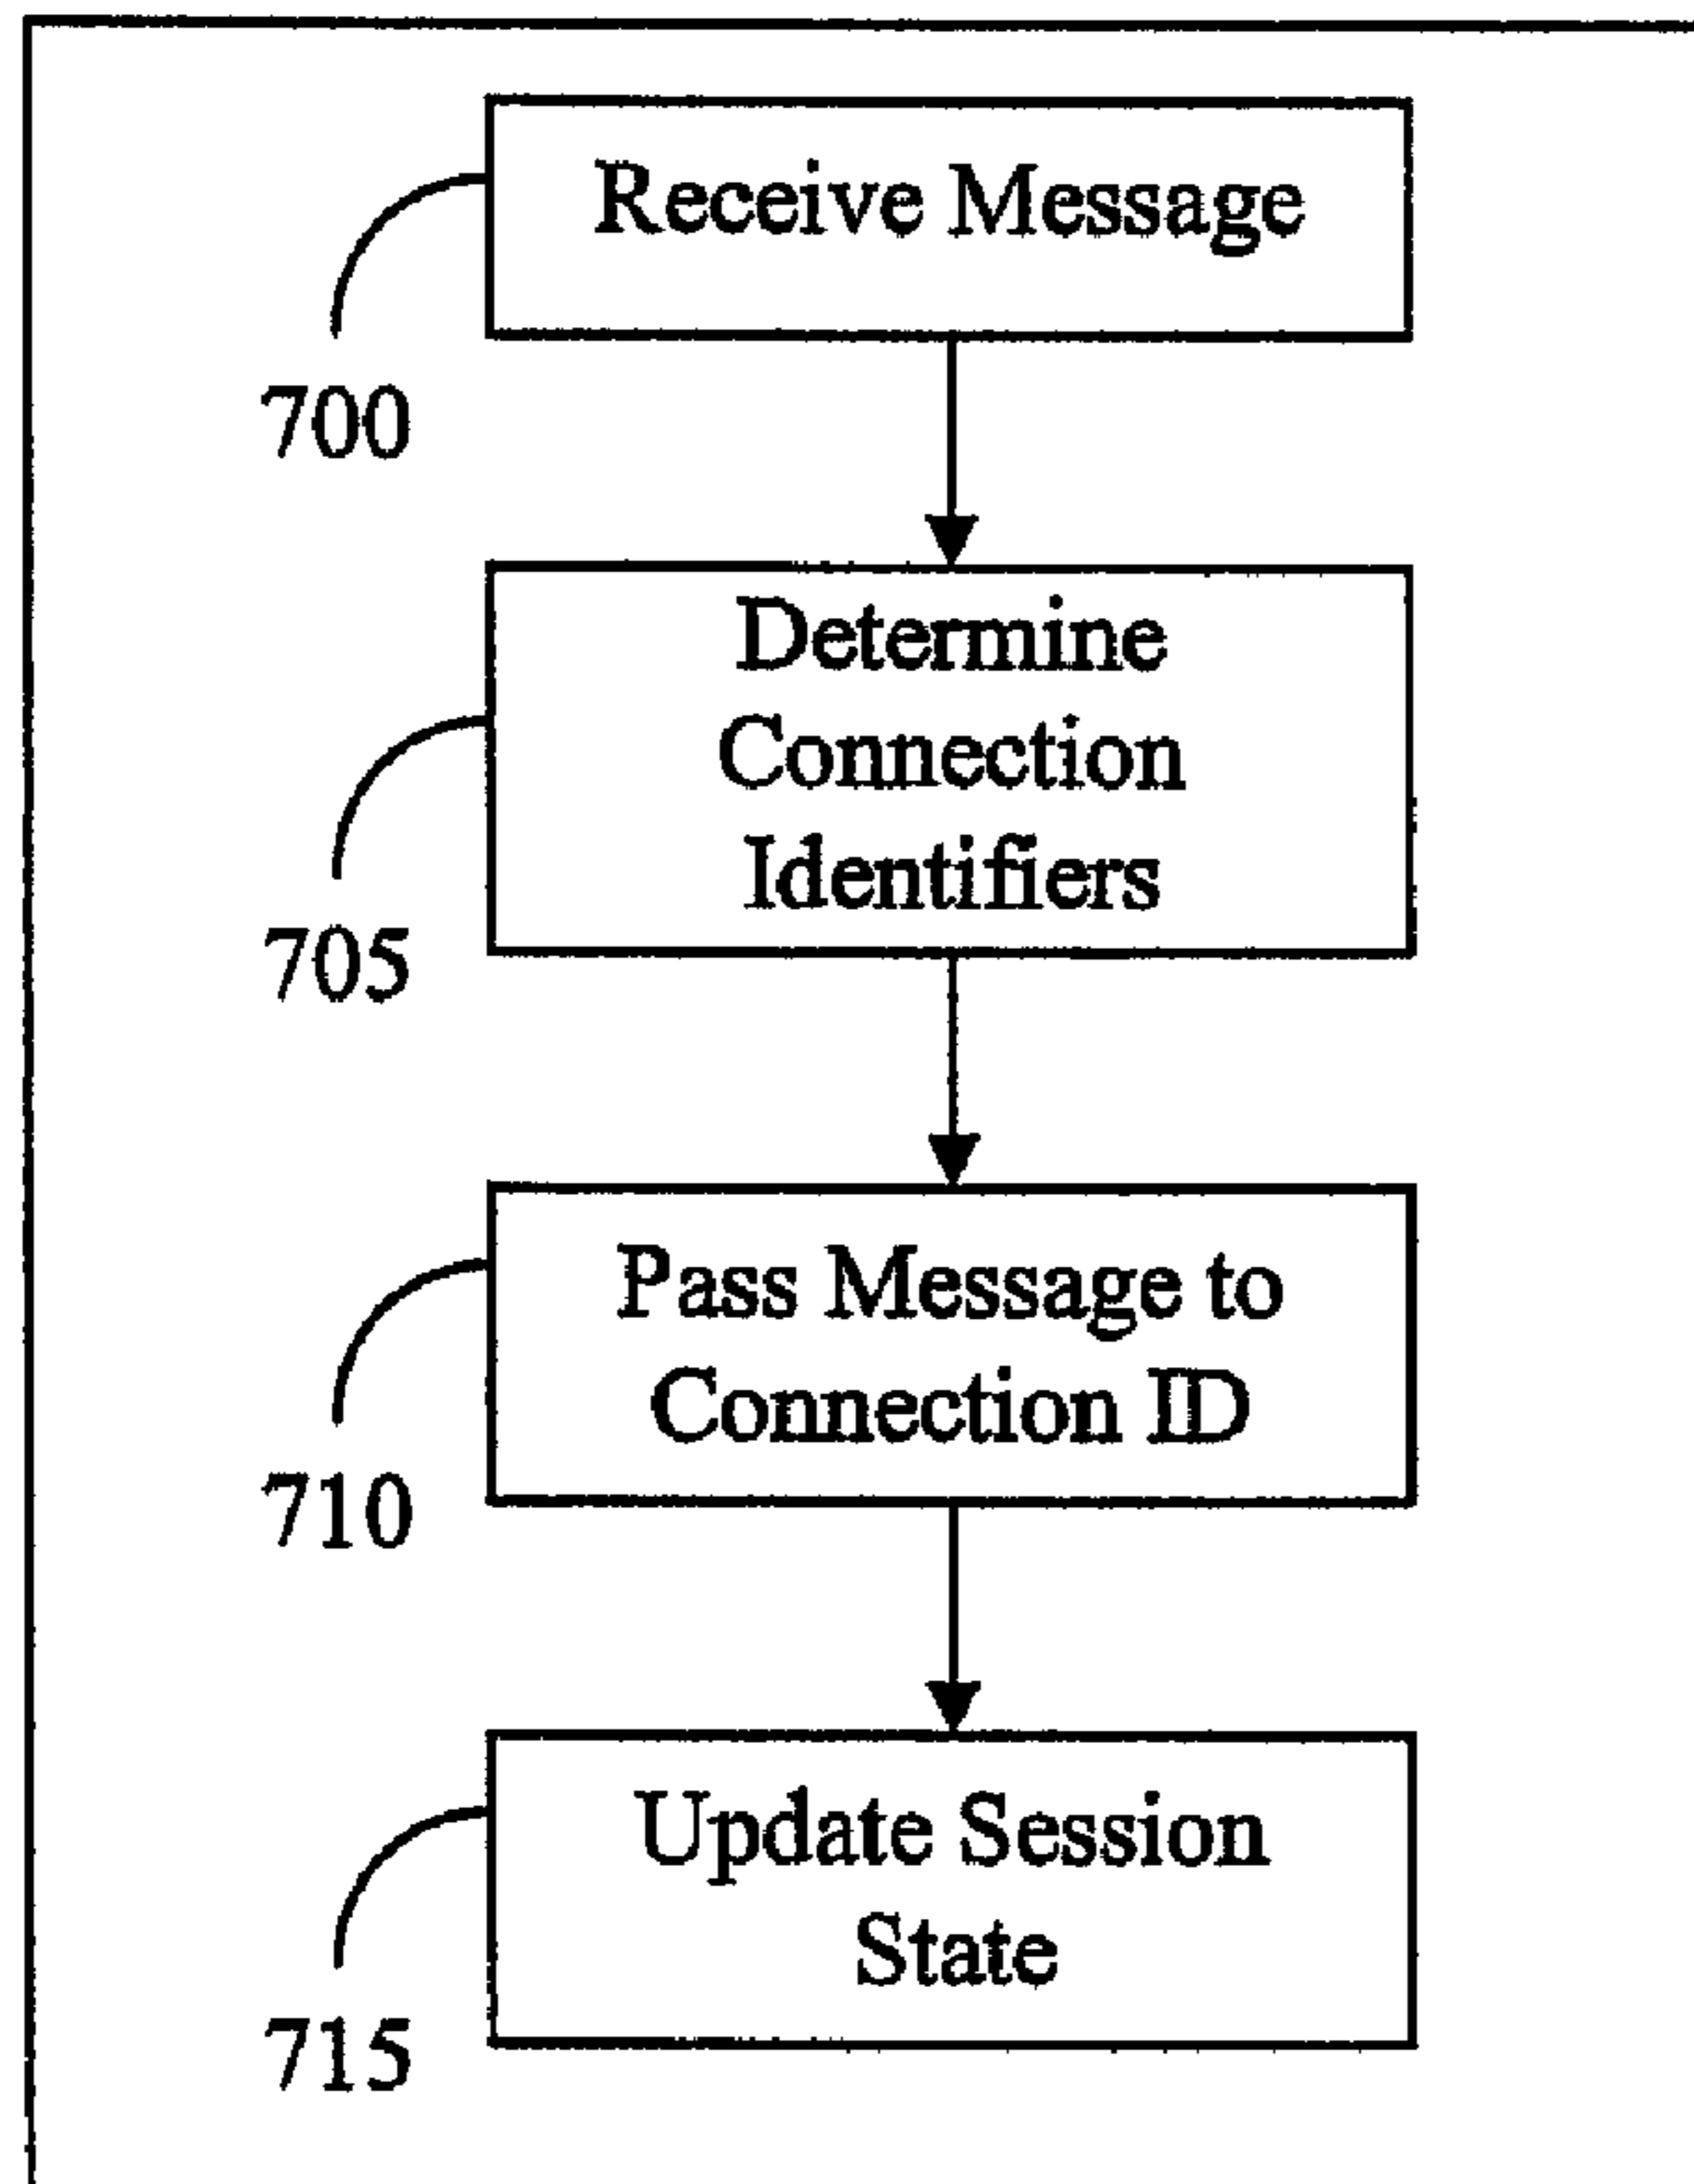 Receive Message
700
Determine
Connection
Identifiers
705
Pass Message to
Connection ID
710
Update Session
State
715